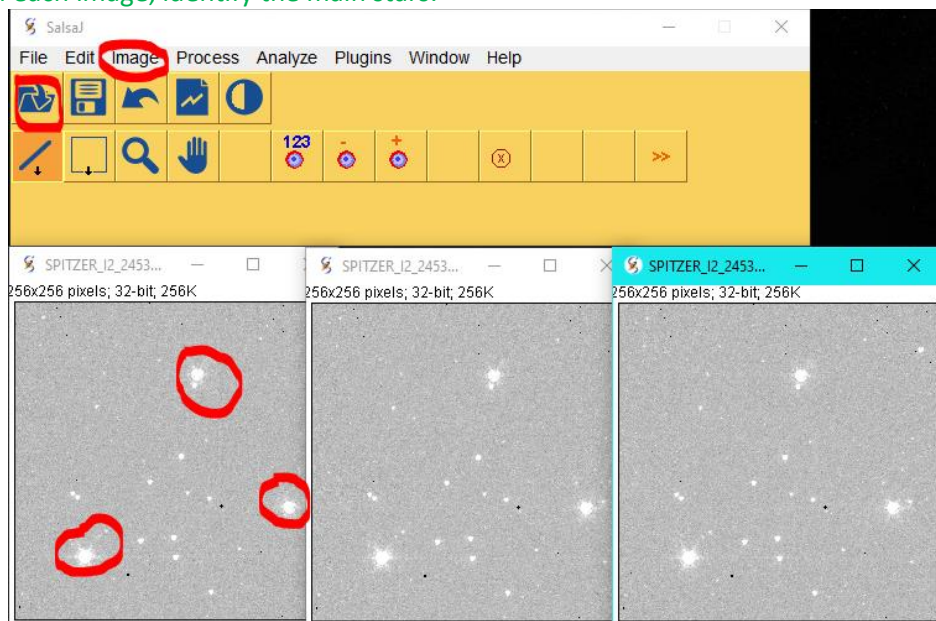 each image, identify the main stars.
SalsaJ
File Edit Image Process Analyze Plugins Window Help
123
>>
SPITZER_I2_2453...
SPITZER_I2_2453...
SPITZER_I2_2453...
256x256 pixels; 32-bit; 256K
256x256 pixels; 32-bit; 256K
256x256 pixels; 32-bit; 256K